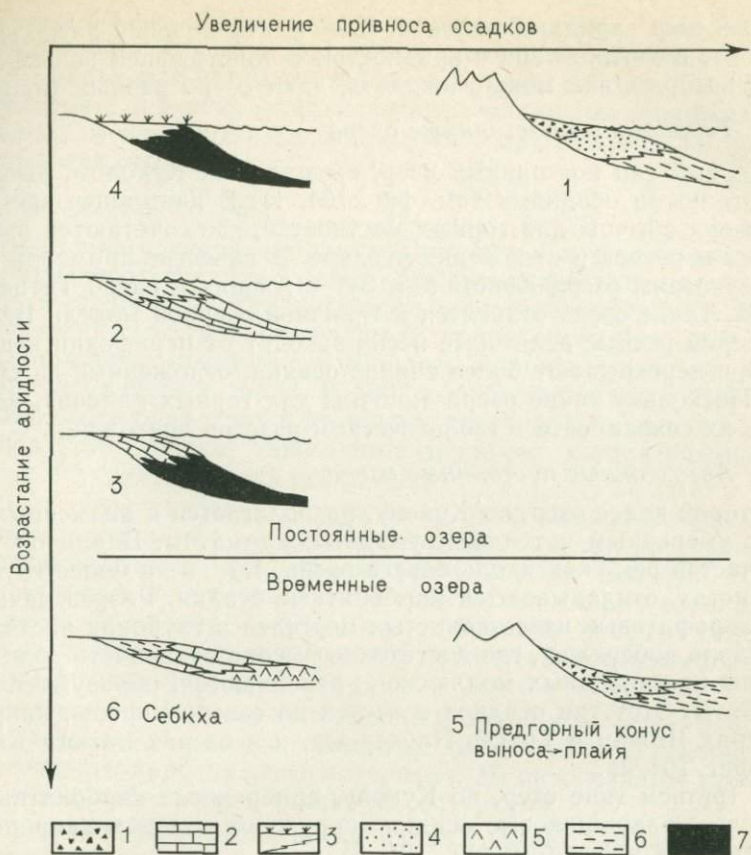 Увеличение привноса осадков
Возрастание аридности
4
1
2
3
Постоянные озера
Временные озера
6 Себкха
5 Предгорный конус
выноса→плайя
1 2 3 4 5 6 7